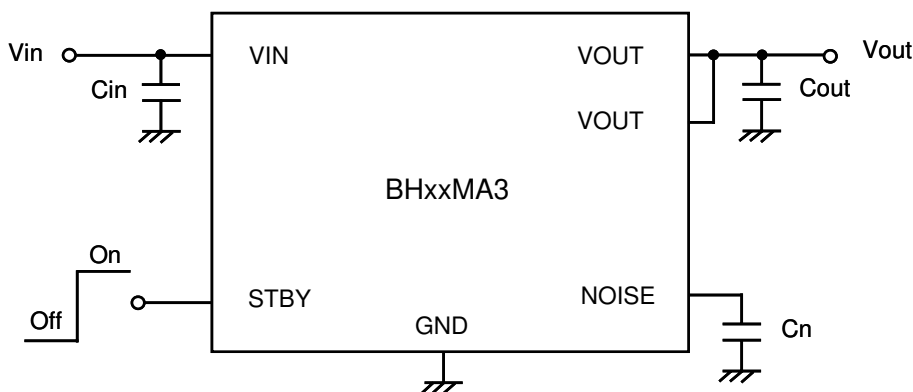 Vin
VIN
VOUT
Vout
Cin
Cout
VOUT
BHxxMA3
On
Off
STBY
NOISE
GND
Cn